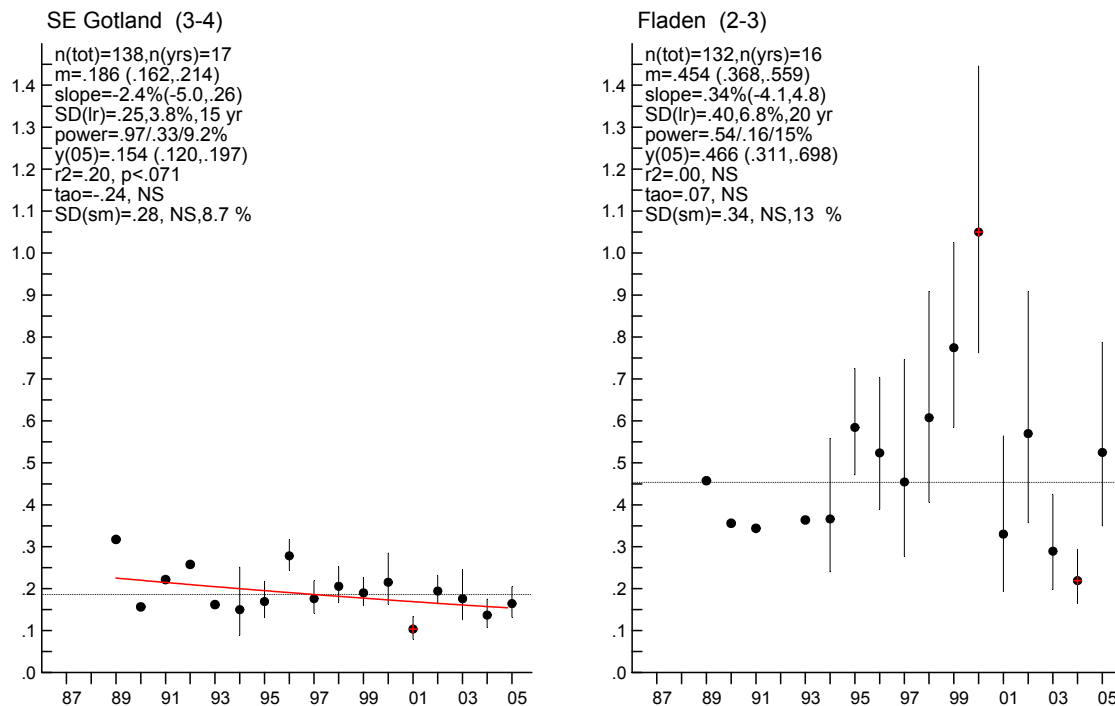 SE Gotland (3-4)
n(tot)=138,n(yrs)=17
m=.186 (.162,.214)
slope=-2.4%(-5.0,.26)
SD(lr)=.25,3.8%,15 yr
power=.97/.33/9.2%
y(05)=.154 (.120,.197)
r2=.20, p<.071
tao=-.24, NS
SD(sm)=.28, NS,8.7 %
1.4
1.3
1.2
1.1
1.0
.9
.8
.7
.6
.5
.4
.3
.2
.1
.0
87 89 91 93 95 97 99 01 03 05
Fladen (2-3)
n(tot)=132,n(yrs)=16
m=.454 (.368,.559)
slope=.34%(-4.1,4.8)
SD(lr)=.40,6.8%,20 yr
power=.54/.16/15%
y(05)=.466 (.311,.698)
r2=.00, NS
tao=.07, NS
SD(sm)=.34, NS,13 %
1.4
1.3
1.2
1.1
1.0
.9
.8
.7
.6
.5
.4
.3
.2
.1
.0
87 89 91 93 95 97 99 01 03 05